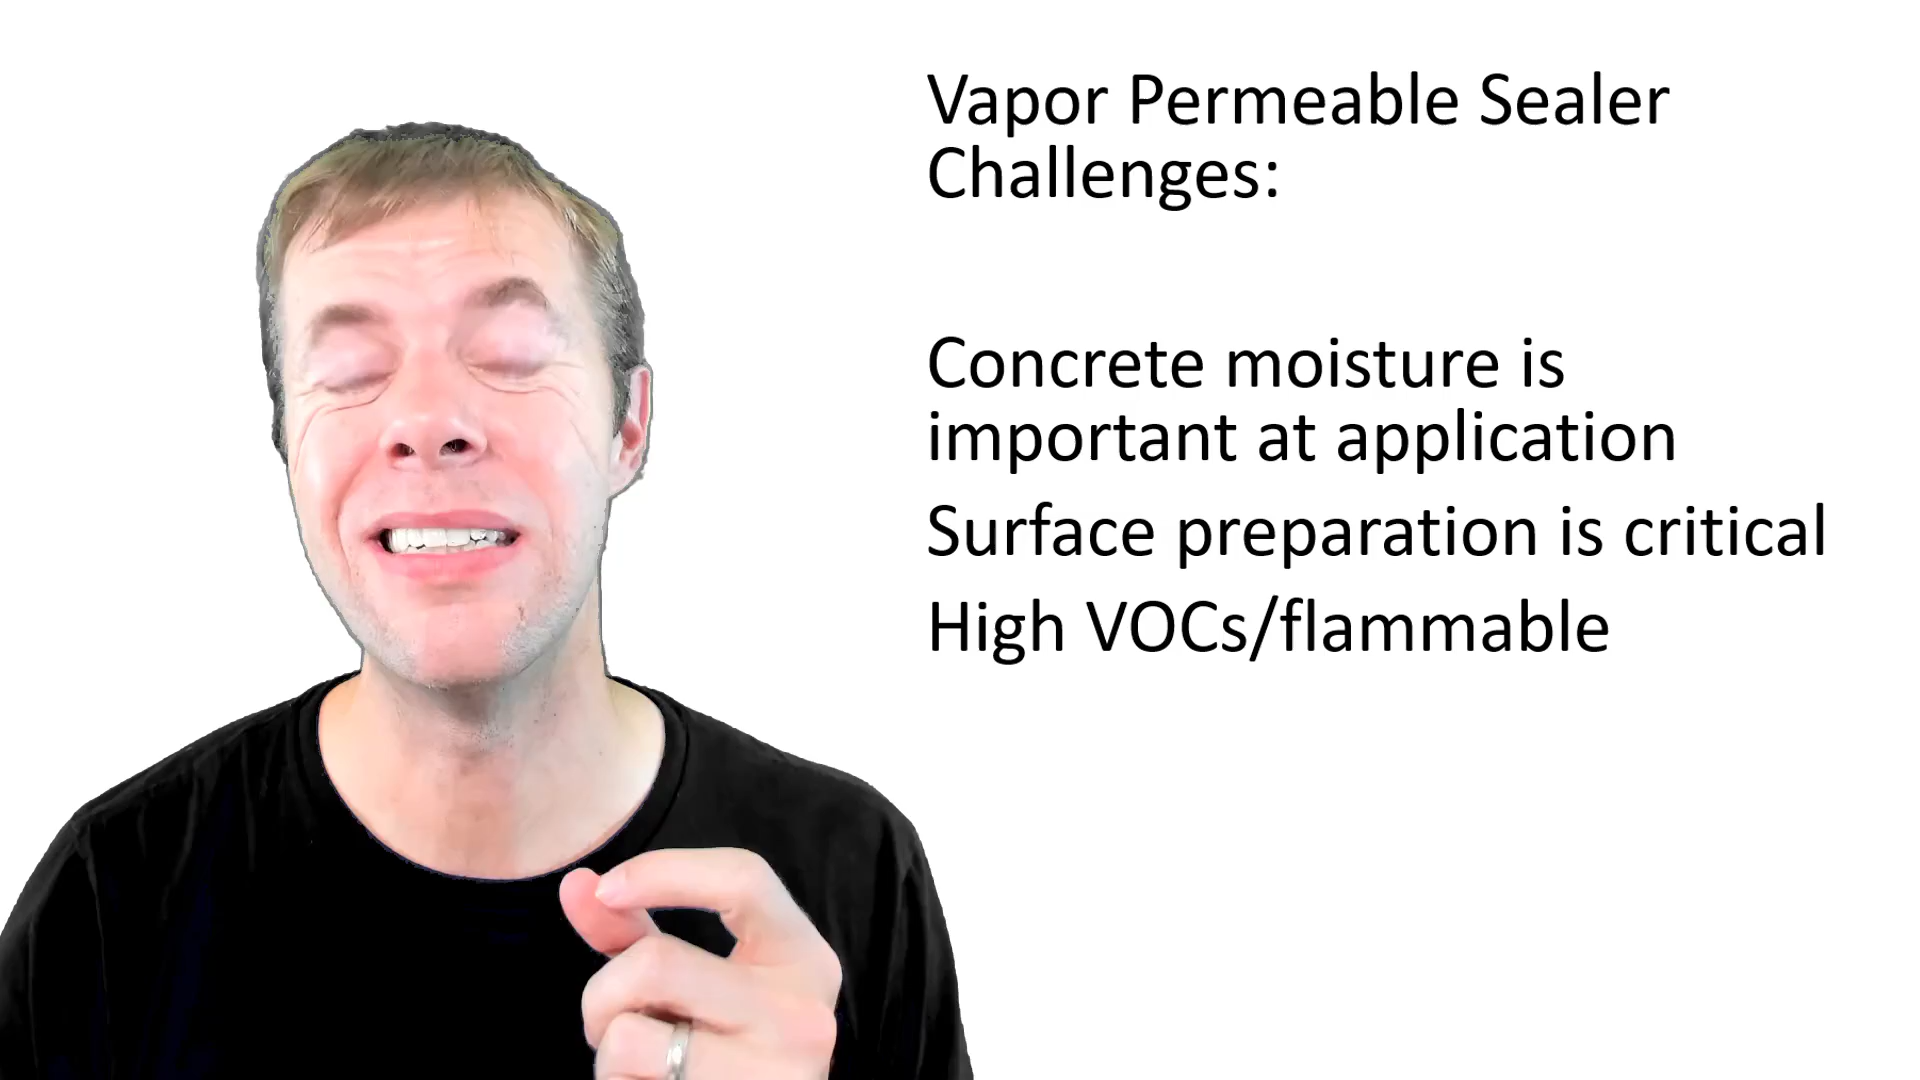 Vapor Permeable Sealer
Challenges:
Concrete moisture is
important at application
Surface preparation is critical
High VOCs/flammable